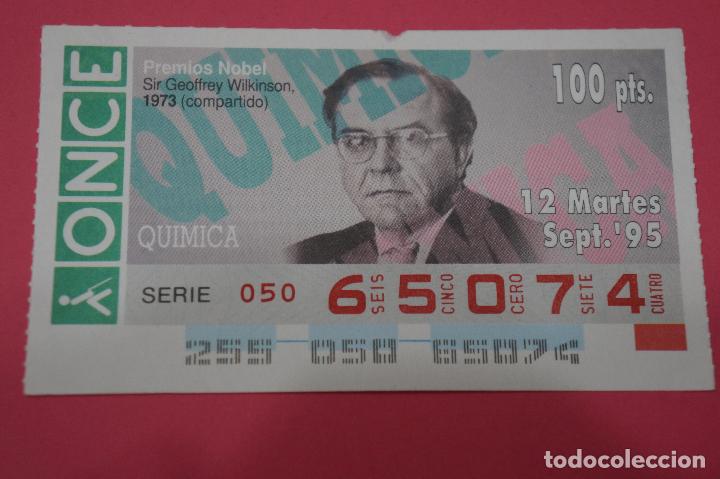 ONCE
QUIMICA
Premios Nobel
Sir Geoffrey Wilkinson,
1973 (compartido)
100 pts.
12 Martes
Sept.'95
QUIMICA
SERIE 050 6 SEIS 5 CINCO 0 CERO 7 SIETE 4 CUATRO
255 050 65074
todocoleccion